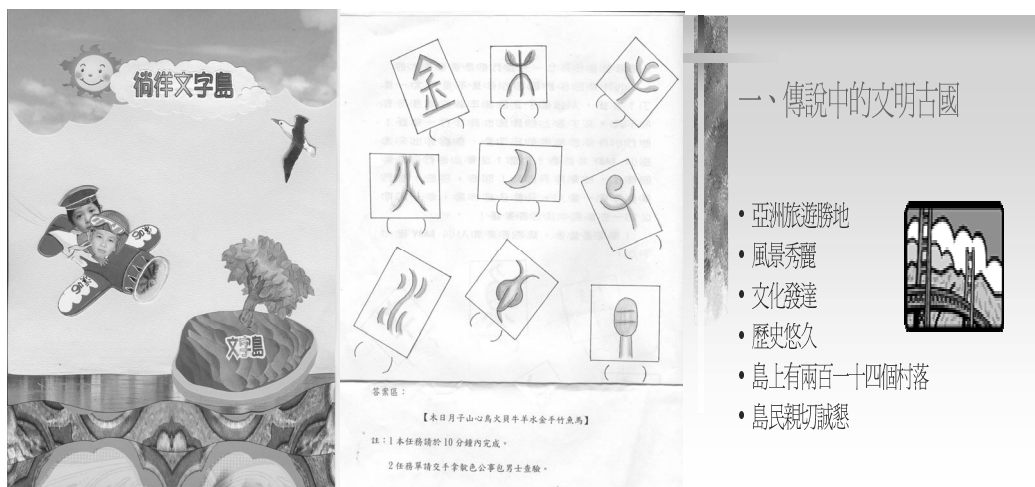 徜徉文字島
文字島
金
火
( )
( )
( )
( )
( )
( )
( )
( )
( )
答案區：
【木日月子山心鳥火貝牛羊水金手竹魚馬】
註：1 本任務請於 10 分鐘內完成。
2 任務單請交手拿靛色公事包男士查驗。
一、傳說中的文明古國
• 亞洲旅遊勝地
• 風景秀麗
• 文化發達
• 歷史悠久
• 島上有兩百一十四個村落
• 島民親切誠懇